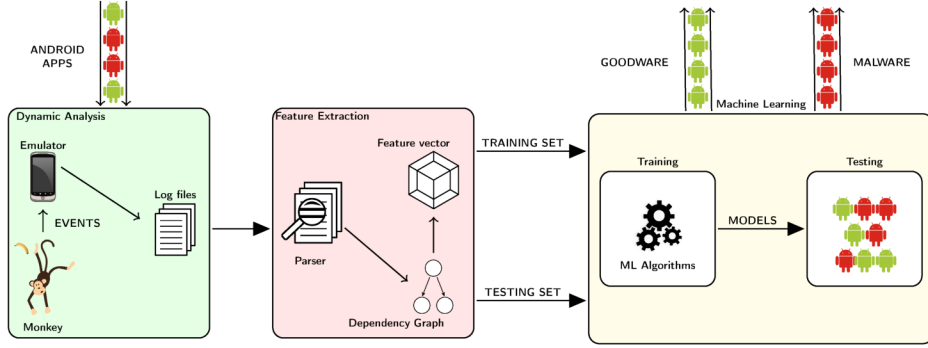 ANDROID
APPS
GOODWARE
MALWARE
Machine Learning
Dynamic Analysis
Emulator
Log files
EVENTS
Monkey
Feature Extraction
Feature vector
Parser
Dependency Graph
TRAINING SET
TESTING SET
Training
ML Algorithms
MODELS
Testing